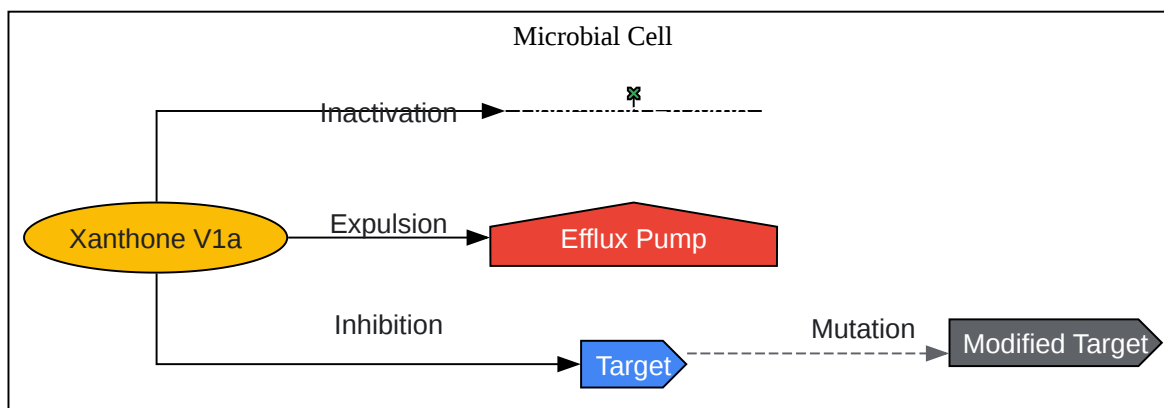 Microbial Cell
Inactivation
Xanthone V1a
Expulsion
Efflux Pump
Inhibition
Mutation
Target
Modified Target